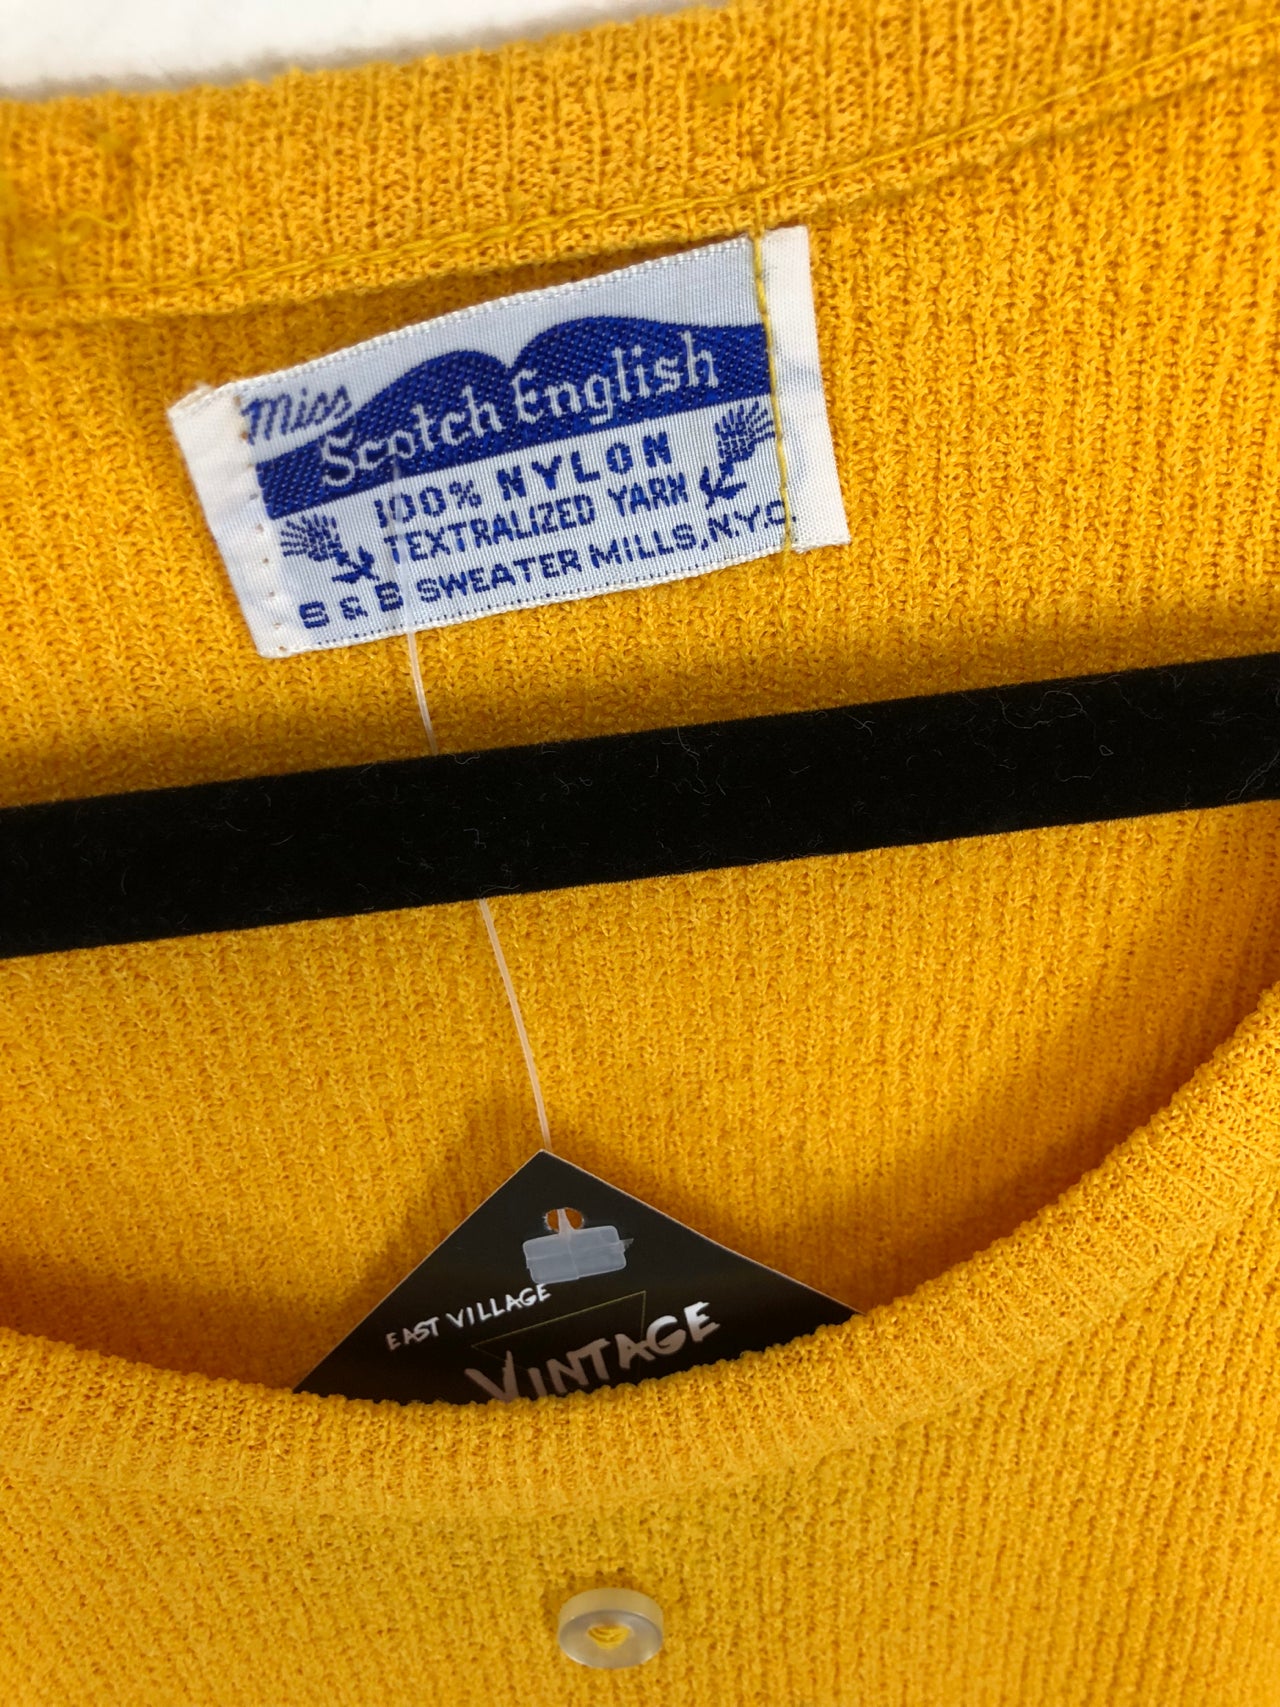 Miss
Scotch English
100% NYLON
TEXTRALIZED YARN
B & B SWEATER MILLS, N.Y.C.
EAST VILLAGE
VINTAGE